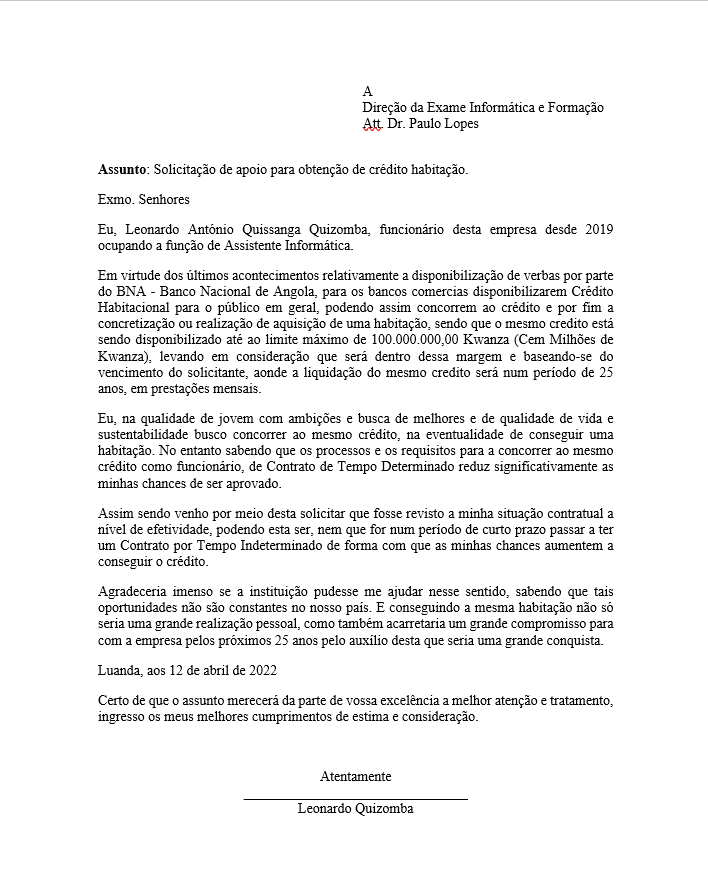 A
Direção da Exame Informática e Formação
Att. Dr. Paulo Lopes
Assunto: Solicitação de apoio para obtenção de crédito habitação.
Exmo. Senhores
Eu, Leonardo António Quissanga Quizomba, funcionário desta empresa desde 2019
ocupando a função de Assistente Informática.
Em virtude dos últimos acontecimentos relativamente a disponibilização de verbas por parte
do BNA - Banco Nacional de Angola, para os bancos comercias disponibilizarem Crédito
Habitacional para o público em geral, podendo assim concorrem ao crédito e por fim a
concretização ou realização de aquisição de uma habitação, sendo que o mesmo credito está
sendo disponibilizado até ao limite máximo de 100.000.000,00 Kwanza (Cem Milhões de
Kwanza), levando em consideração que será dentro dessa margem e baseando-se do
vencimento do solicitante, aonde a liquidação do mesmo credito será num período de 25
anos, em prestações mensais.
Eu, na qualidade de jovem com ambições e busca de melhores e de qualidade de vida e
sustentabilidade busco concorrer ao mesmo crédito, na eventualidade de conseguir uma
habitação. No entanto sabendo que os processos e os requisitos para a concorrer ao mesmo
crédito como funcionário, de Contrato de Tempo Determinado reduz significativamente as
minhas chances de ser aprovado.
Assim sendo venho por meio desta solicitar que fosse revisto a minha situação contratual a
nível de efetividade, podendo esta ser, nem que for num período de curto prazo passar a ter
um Contrato por Tempo Indeterminado de forma com que as minhas chances aumentem a
conseguir o crédito.
Agradeceria imenso se a instituição pudesse me ajudar nesse sentido, sabendo que tais
oportunidades não são constantes no nosso país. E conseguindo a mesma habitação não só
seria uma grande realização pessoal, como também acarretaria um grande compromisso para
com a empresa pelos próximos 25 anos pelo auxílio desta que seria uma grande conquista.
Luanda, aos 12 de abril de 2022
Certo de que o assunto merecerá da parte de vossa excelência a melhor atenção e tratamento,
ingresso os meus melhores cumprimentos de estima e consideração.
Atentamente
Leonardo Quizomba